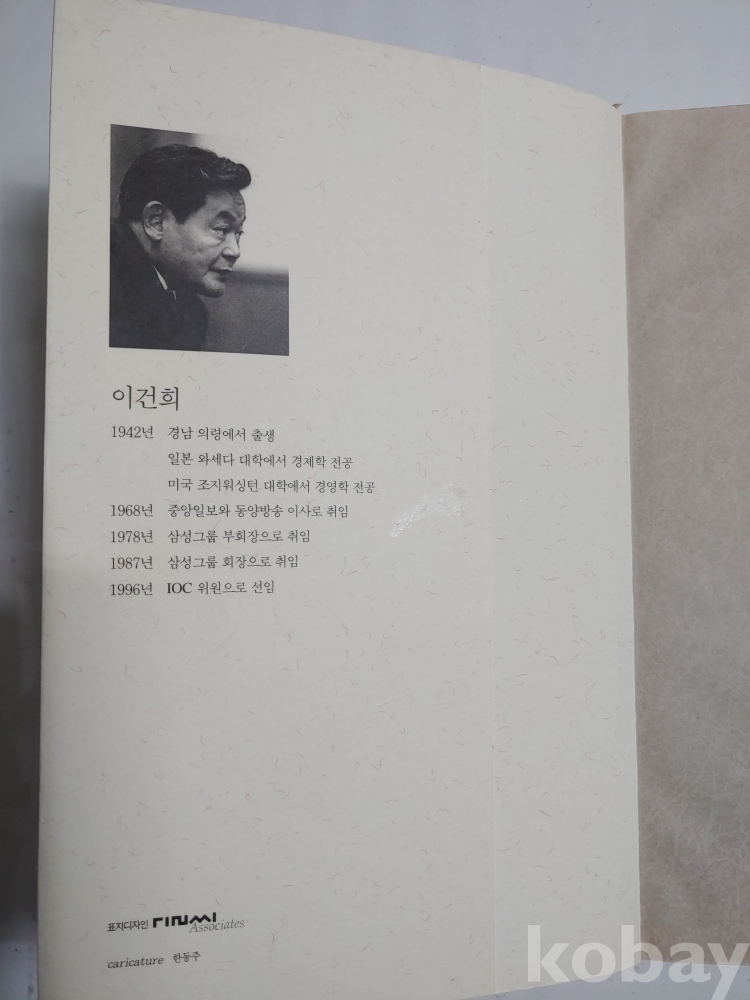 이건희
1942년 경남 의령에서 출생
일본 와세다 대학에서 경제학 전공
미국 조지워싱턴 대학에서 경영학 전공
1968년 중앙일보와 동양방송 이사로 취임
1978년 삼성그룹 부회장으로 취임
1987년 삼성그룹 회장으로 취임
1996년 IOC 위원으로 선임
표지디자인 Associates
caricature 한동주
kobay